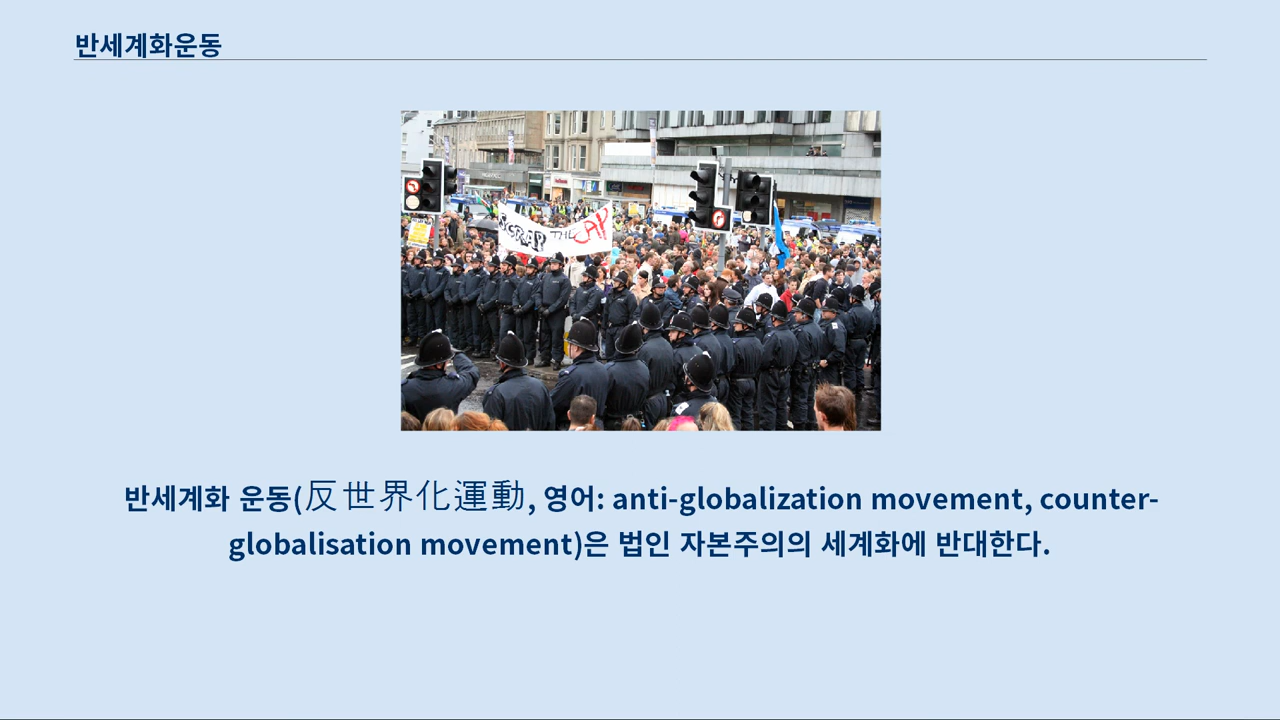 반세계화운동
SCRAP THE CAP
반세계화 운동(反世界化運動, 영어: anti-globalization movement, counter-
globalisation movement)은 법인 자본주의의 세계화에 반대한다.